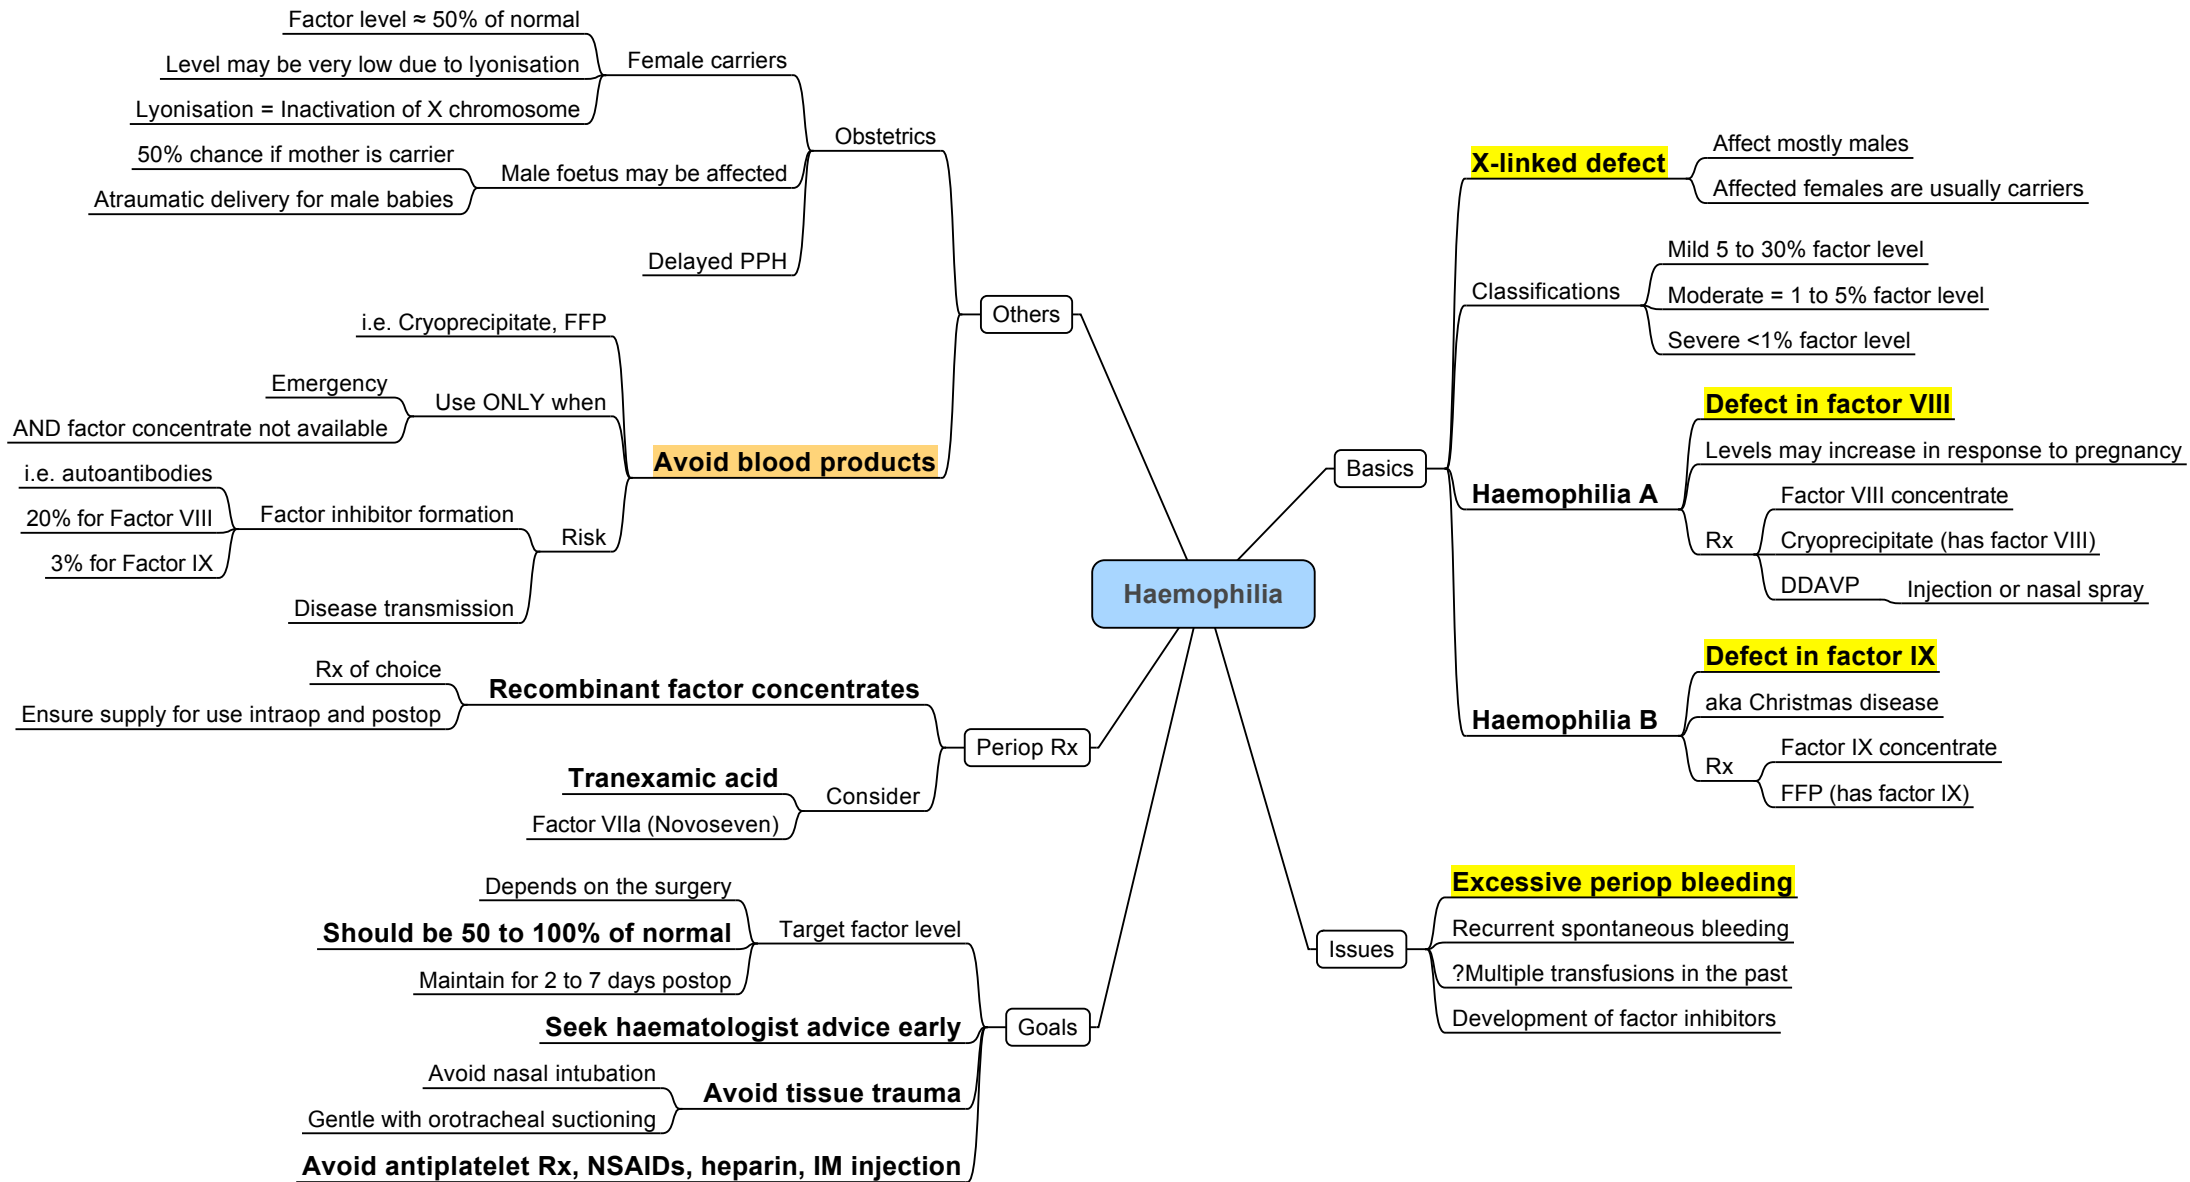 Haemophilia
Basics
X-linked defect
Affect mostly males
Affected females are usually carriers
Classifications
Mild 5 to 30% factor level
Moderate = 1 to 5% factor level
Severe <1% factor level
Haemophilia A
Defect in factor VIII
Levels may increase in response to pregnancy
Rx
Factor VIII concentrate
Cryoprecipitate (has factor VIII)
DDAVP
Injection or nasal spray
Haemophilia B
Defect in factor IX
aka Christmas disease
Rx
Factor IX concentrate
FFP (has factor IX)
Issues
Excessive periop bleeding
Recurrent spontaneous bleeding
?Multiple transfusions in the past
Development of factor inhibitors
Goals
Target factor level
Depends on the surgery
Should be 50 to 100% of normal
Maintain for 2 to 7 days postop
Seek haematologist advice early
Avoid tissue trauma
Avoid nasal intubation
Gentle with orotracheal suctioning
Avoid antiplatelet Rx, NSAIDs, heparin, IM injection
Periop Rx
Recombinant factor concentrates
Rx of choice
Ensure supply for use intraop and postop
Consider
Tranexamic acid
Factor VIIa (Novoseven)
Others
Obstetrics
Female carriers
Factor level ≈ 50% of normal
Level may be very low due to lyonisation
Lyonisation = Inactivation of X chromosome
Male foetus may be affected
50% chance if mother is carrier
Atraumatic delivery for male babies
Delayed PPH
Avoid blood products
i.e. Cryoprecipitate, FFP
Use ONLY when
Emergency
AND factor concentrate not available
Risk
Factor inhibitor formation
i.e. autoantibodies
20% for Factor VIII
3% for Factor IX
Disease transmission